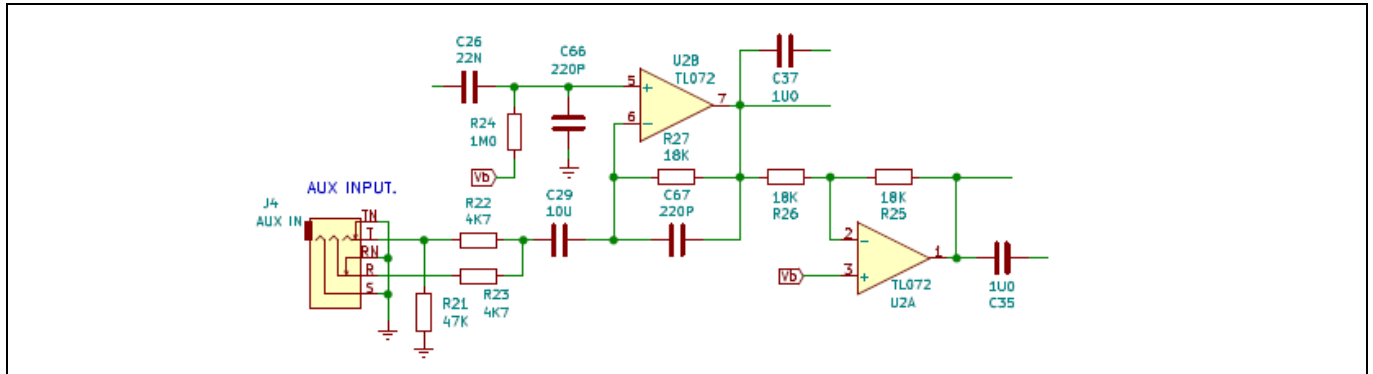 C26
22N
C66
220P
U2B
TL072
C37
1U0
5
+
7
6
−
R24
1M0
R27
18K
Vb
AUX INPUT.
J4
AUX IN
TN
T
RN
R
S
R22
4K7
C29
10U
C67
220P
18K
R26
18K
R25
2
−
1
3
+
Vb
TL072
U2A
1U0
C35
R23
4K7
R21
47K